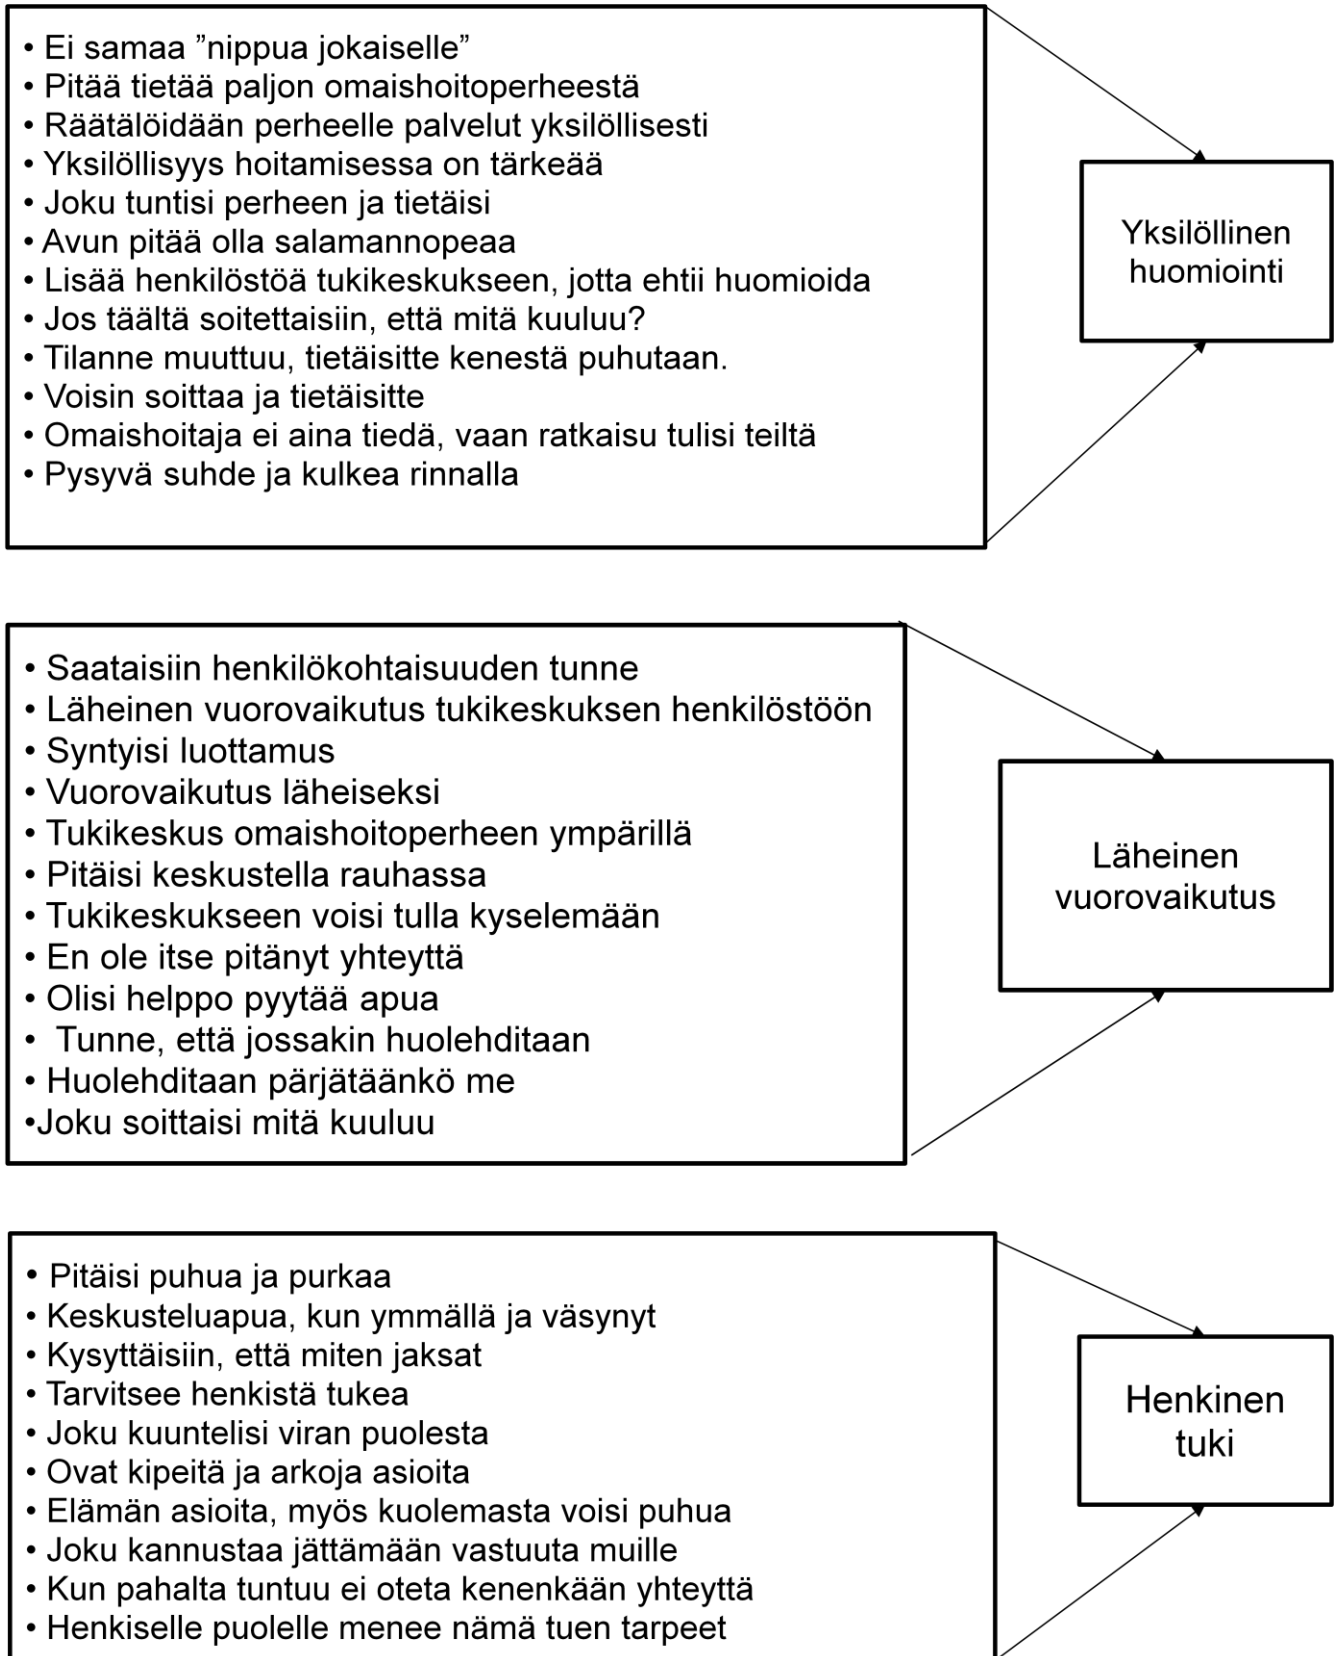 • Ei samaa ”nippua jokaiselle”
• Pitää tietää paljon omaishoitoperheestä
• Räätälöidään perheelle palvelut yksilöllisesti
• Yksilöllisyys hoitamisessa on tärkeää
• Joku tuntisi perheen ja tietäisi
• Avun pitää olla salamannopeaa
• Lisää henkilöstöä tukikeskukseen, jotta ehtii huomioida
• Jos täältä soitettaisiin, että mitä kuuluu?
• Tilanne muuttuu, tietäisitte kenestä puhutaan.
• Voisin soittaa ja tietäisitte
• Omaishoitaja ei aina tiedä, vaan ratkaisu tulisi teiltä
• Pysyvä suhde ja kulkea rinnalla
Yksilöllinen
huomiointi
• Saataisiin henkilökohtaisuuden tunne
• Läheinen vuorovaikutus tukikeskuksen henkilöstöön
• Syntyisi luottamus
• Vuorovaikutus läheiseksi
• Tukikeskus omaishoitoperheen ympärillä
• Pitäisi keskustella rauhassa
• Tukikeskukseen voisi tulla kyselemään
• En ole itse pitänyt yhteyttä
• Olisi helppo pyytää apua
• Tunne, että jossakin huolehditaan
• Huolehditaan pärjätäänkö me
•Joku soittaisi mitä kuuluu
Läheinen
vuorovaikutus
• Pitäisi puhua ja purkaa
• Keskusteluapua, kun ymmällä ja väsynyt
• Kysyttäisiin, että miten jaksat
• Tarvitsee henkistä tukea
• Joku kuuntelisi viran puolesta
• Ovat kipeitä ja arkoja asioita
• Elämän asioita, myös kuolemasta voisi puhua
• Joku kannustaa jättämään vastuuta muille
• Kun pahalta tuntuu ei oteta kenenkään yhteyttä
• Henkiselle puolelle menee nämä tuen tarpeet
Henkinen
tuki